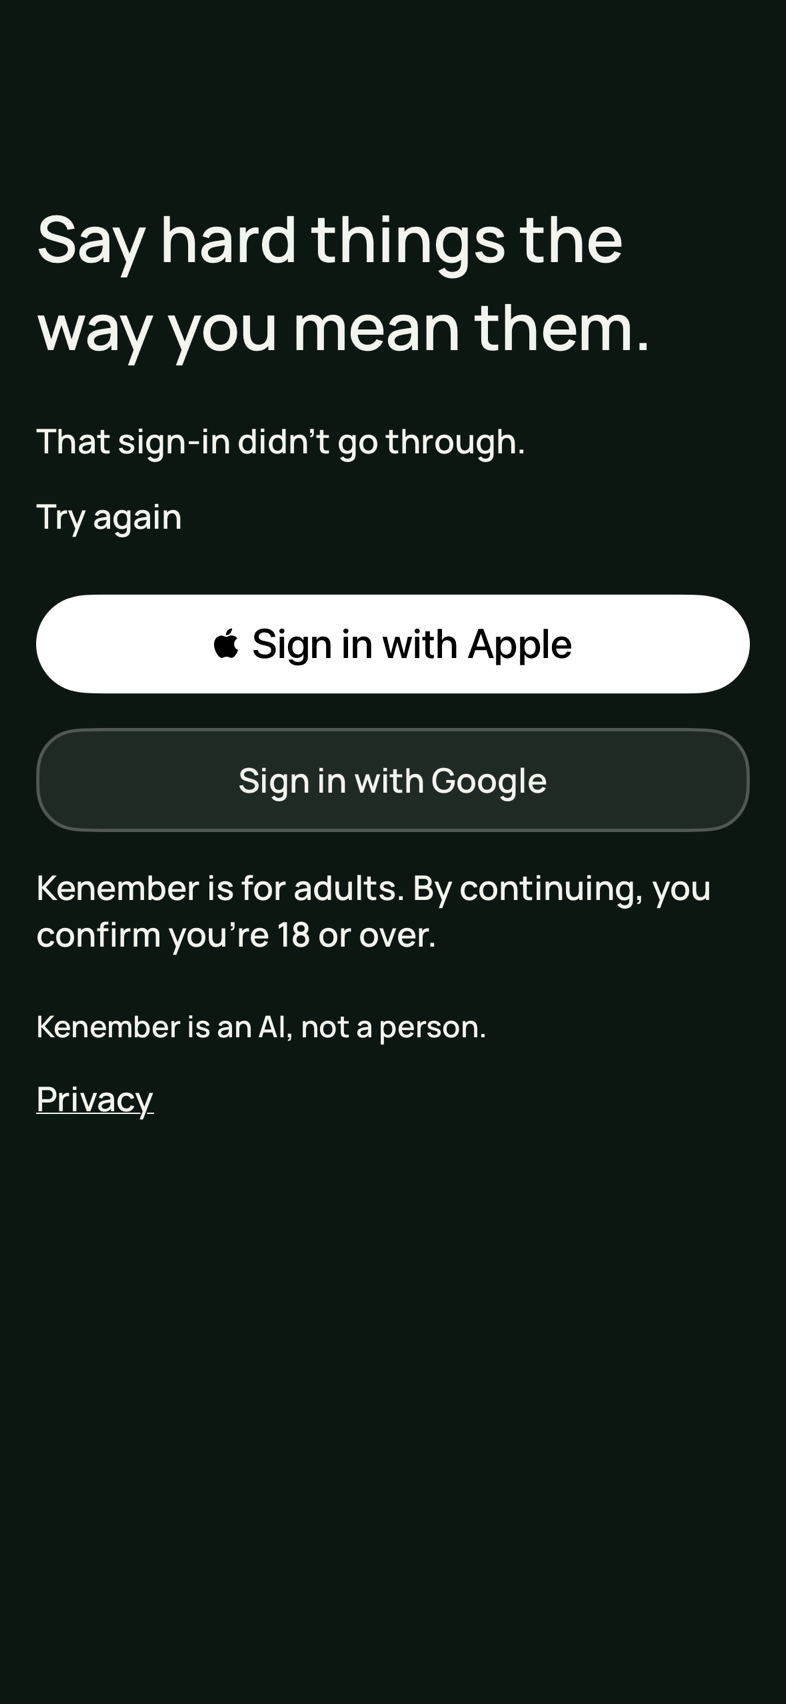 Say hard things the
way you mean them.
That sign-in didn’t go through.
Try again
Sign in with Apple
Sign in with Google
Kenember is for adults. By continuing, you
confirm you’re 18 or over.
Kenember is an AI, not a person.
Privacy